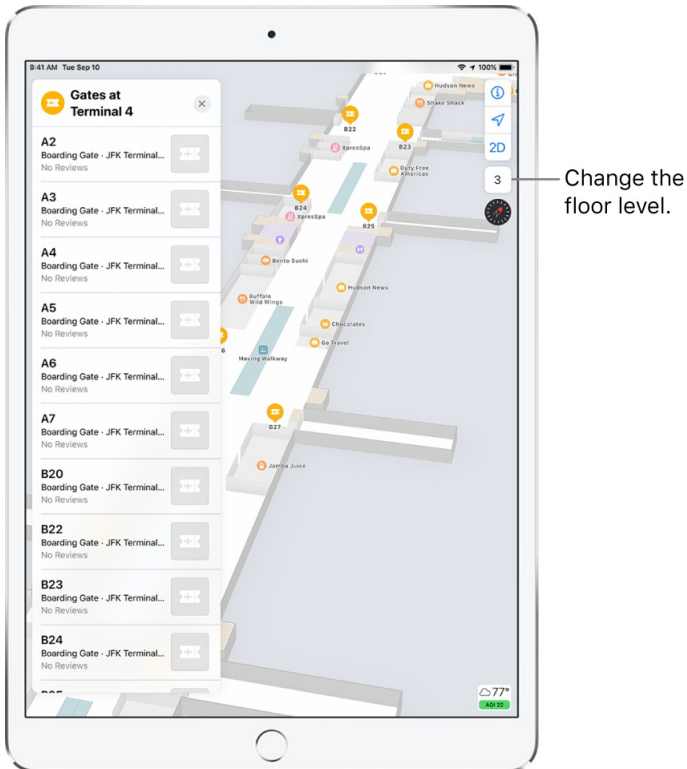 9:41 AM Tue Sep 10
100%
Gates at
Terminal 4
A2
Boarding Gate · JFK Terminal...
No Reviews
A3
Boarding Gate · JFK Terminal...
No Reviews
A4
Boarding Gate · JFK Terminal...
No Reviews
A5
Boarding Gate · JFK Terminal...
No Reviews
A6
Boarding Gate · JFK Terminal...
No Reviews
A7
Boarding Gate · JFK Terminal...
No Reviews
B20
Boarding Gate · JFK Terminal...
No Reviews
B22
Boarding Gate · JFK Terminal...
No Reviews
B23
Boarding Gate · JFK Terminal...
No Reviews
B24
Boarding Gate · JFK Terminal...
No Reviews
Hudson News
Shake Shack
B22
B23
XpresSpa
Duty Free
Americas
B24
XpresSpa
B25
Bento Sushi
Hudson News
Buffalo
Wild Wings
Chocolates
Go Travel
6
Moving Walkway
B27
Jamba Juice
2D
3
Change the
floor level.
77°
AQI 22